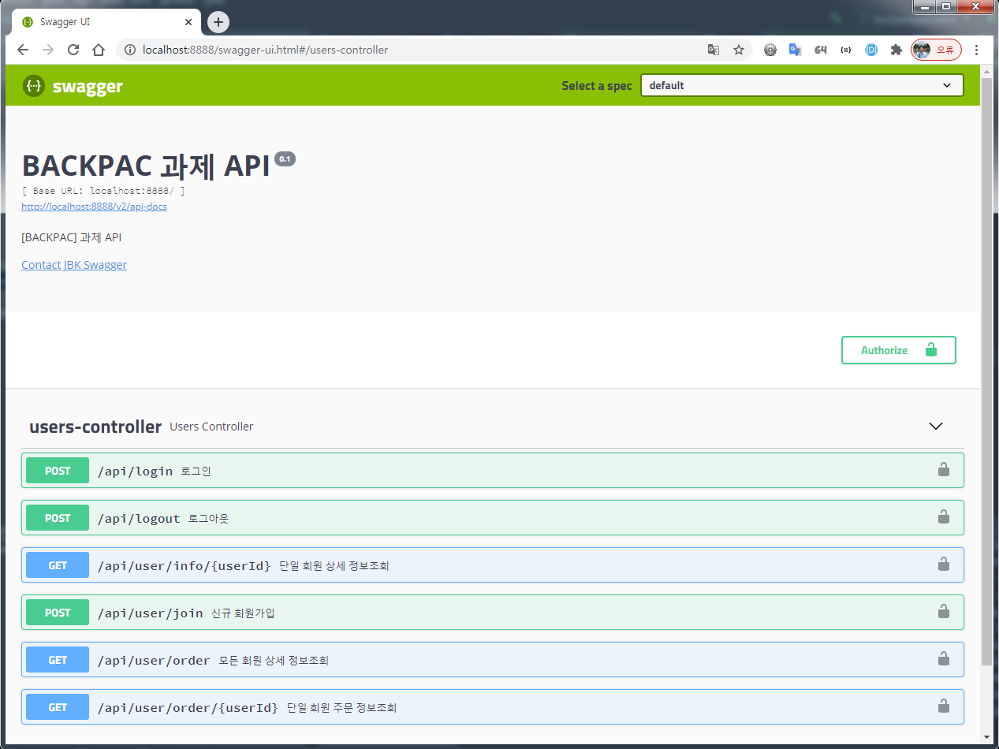 Swagger UI
localhost:8888/swagger-ui.html#/users-controller
64
오류
swagger
Select a spec
default
BACKPAC 과제 API 0.1
[ Base URL: localhost:8888/ ]
http://localhost:8888/v2/api-docs
[BACKPAC] 과제 API
Contact JBK Swagger
Authorize
users-controller Users Controller
POST /api/login 로그인
POST /api/logout 로그아웃
GET /api/user/info/{userId} 단일 회원 상세 정보조회
POST /api/user/join 신규 회원가입
GET /api/user/order 모든 회원 상세 정보조회
GET /api/user/order/{userId} 단일 회원 주문 정보조회